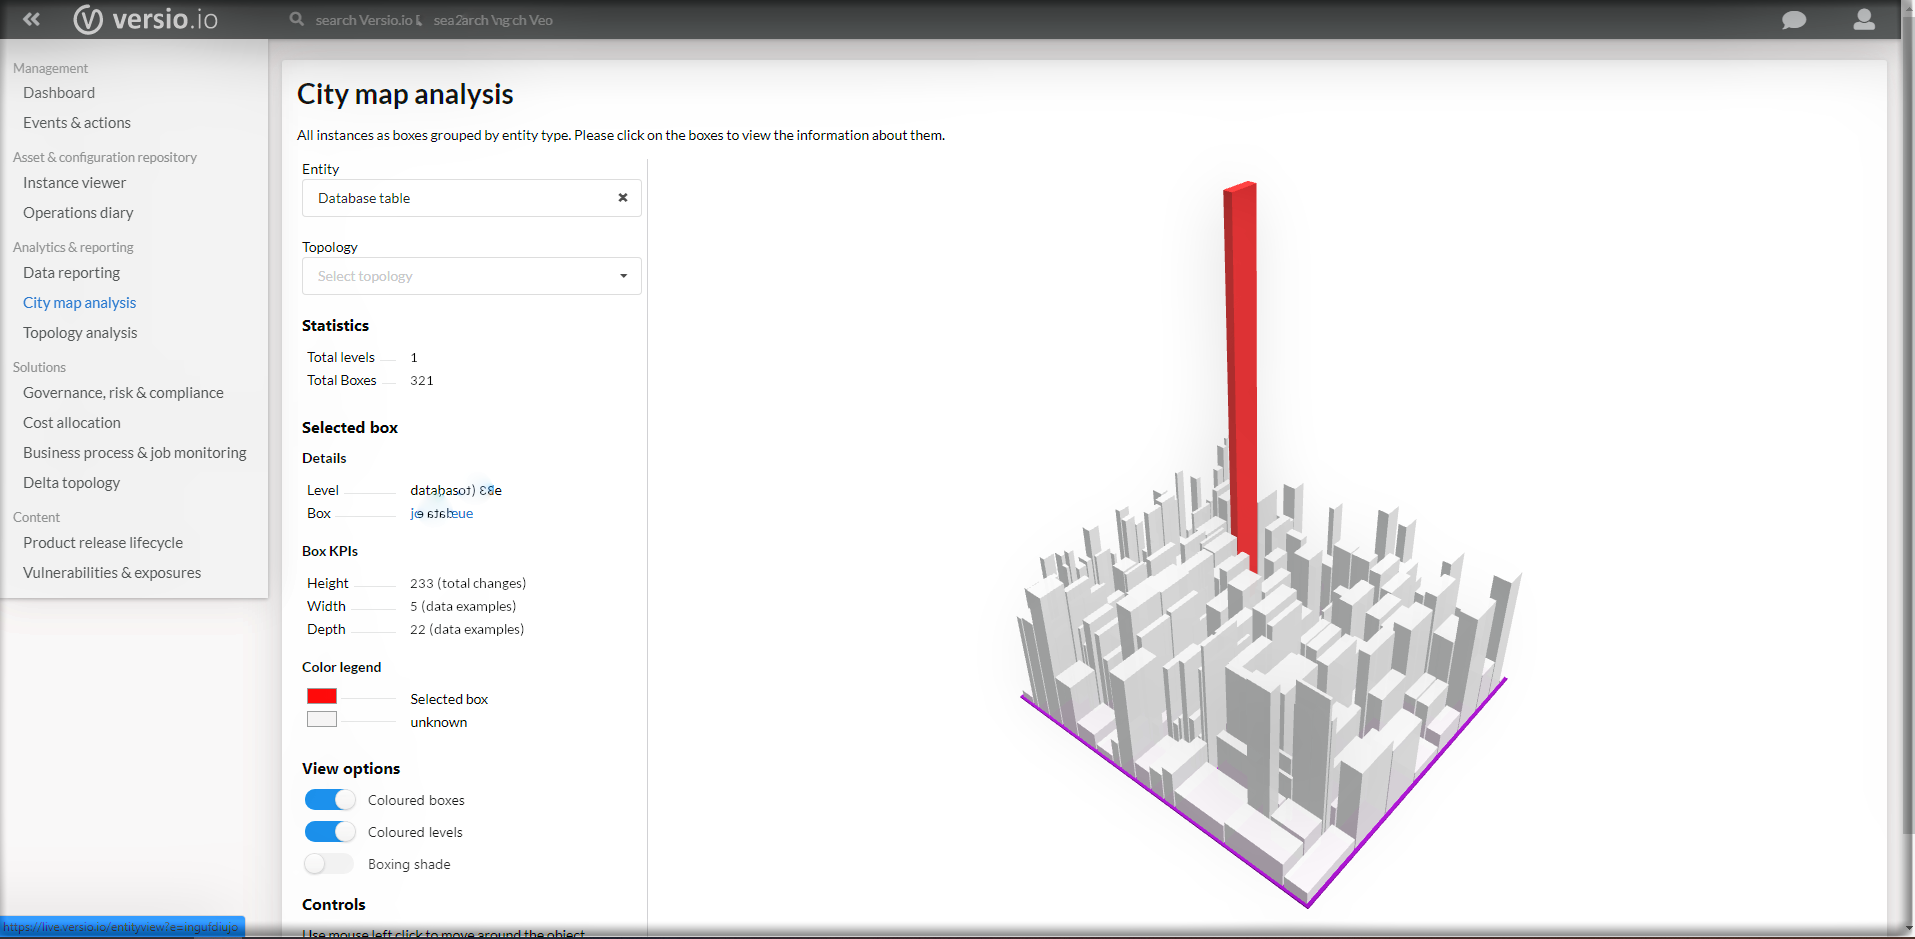 versio.io
search Versio.io
Management
Dashboard
Events & actions
Asset & configuration repository
Instance viewer
Operations diary
Analytics & reporting
Data reporting
City map analysis
Topology analysis
Solutions
Governance, risk & compliance
Cost allocation
Business process & job monitoring
Delta topology
Content
Product release lifecycle
Vulnerabilities & exposures
City map analysis
All instances as boxes grouped by entity type. Please click on the boxes to view the information about them.
Entity
Database table
Topology
Select topology
Statistics
Total levels 1
Total Boxes 321
Selected box
Details
Level
Box
Box KPIs
Height 233 (total changes)
Width 5 (data examples)
Depth 22 (data examples)
Color legend
Selected box
unknown
View options
Coloured boxes
Coloured levels
Boxing shade
Controls
Use mouse left click to move around the object
https://live.versio.io/entityview?e=